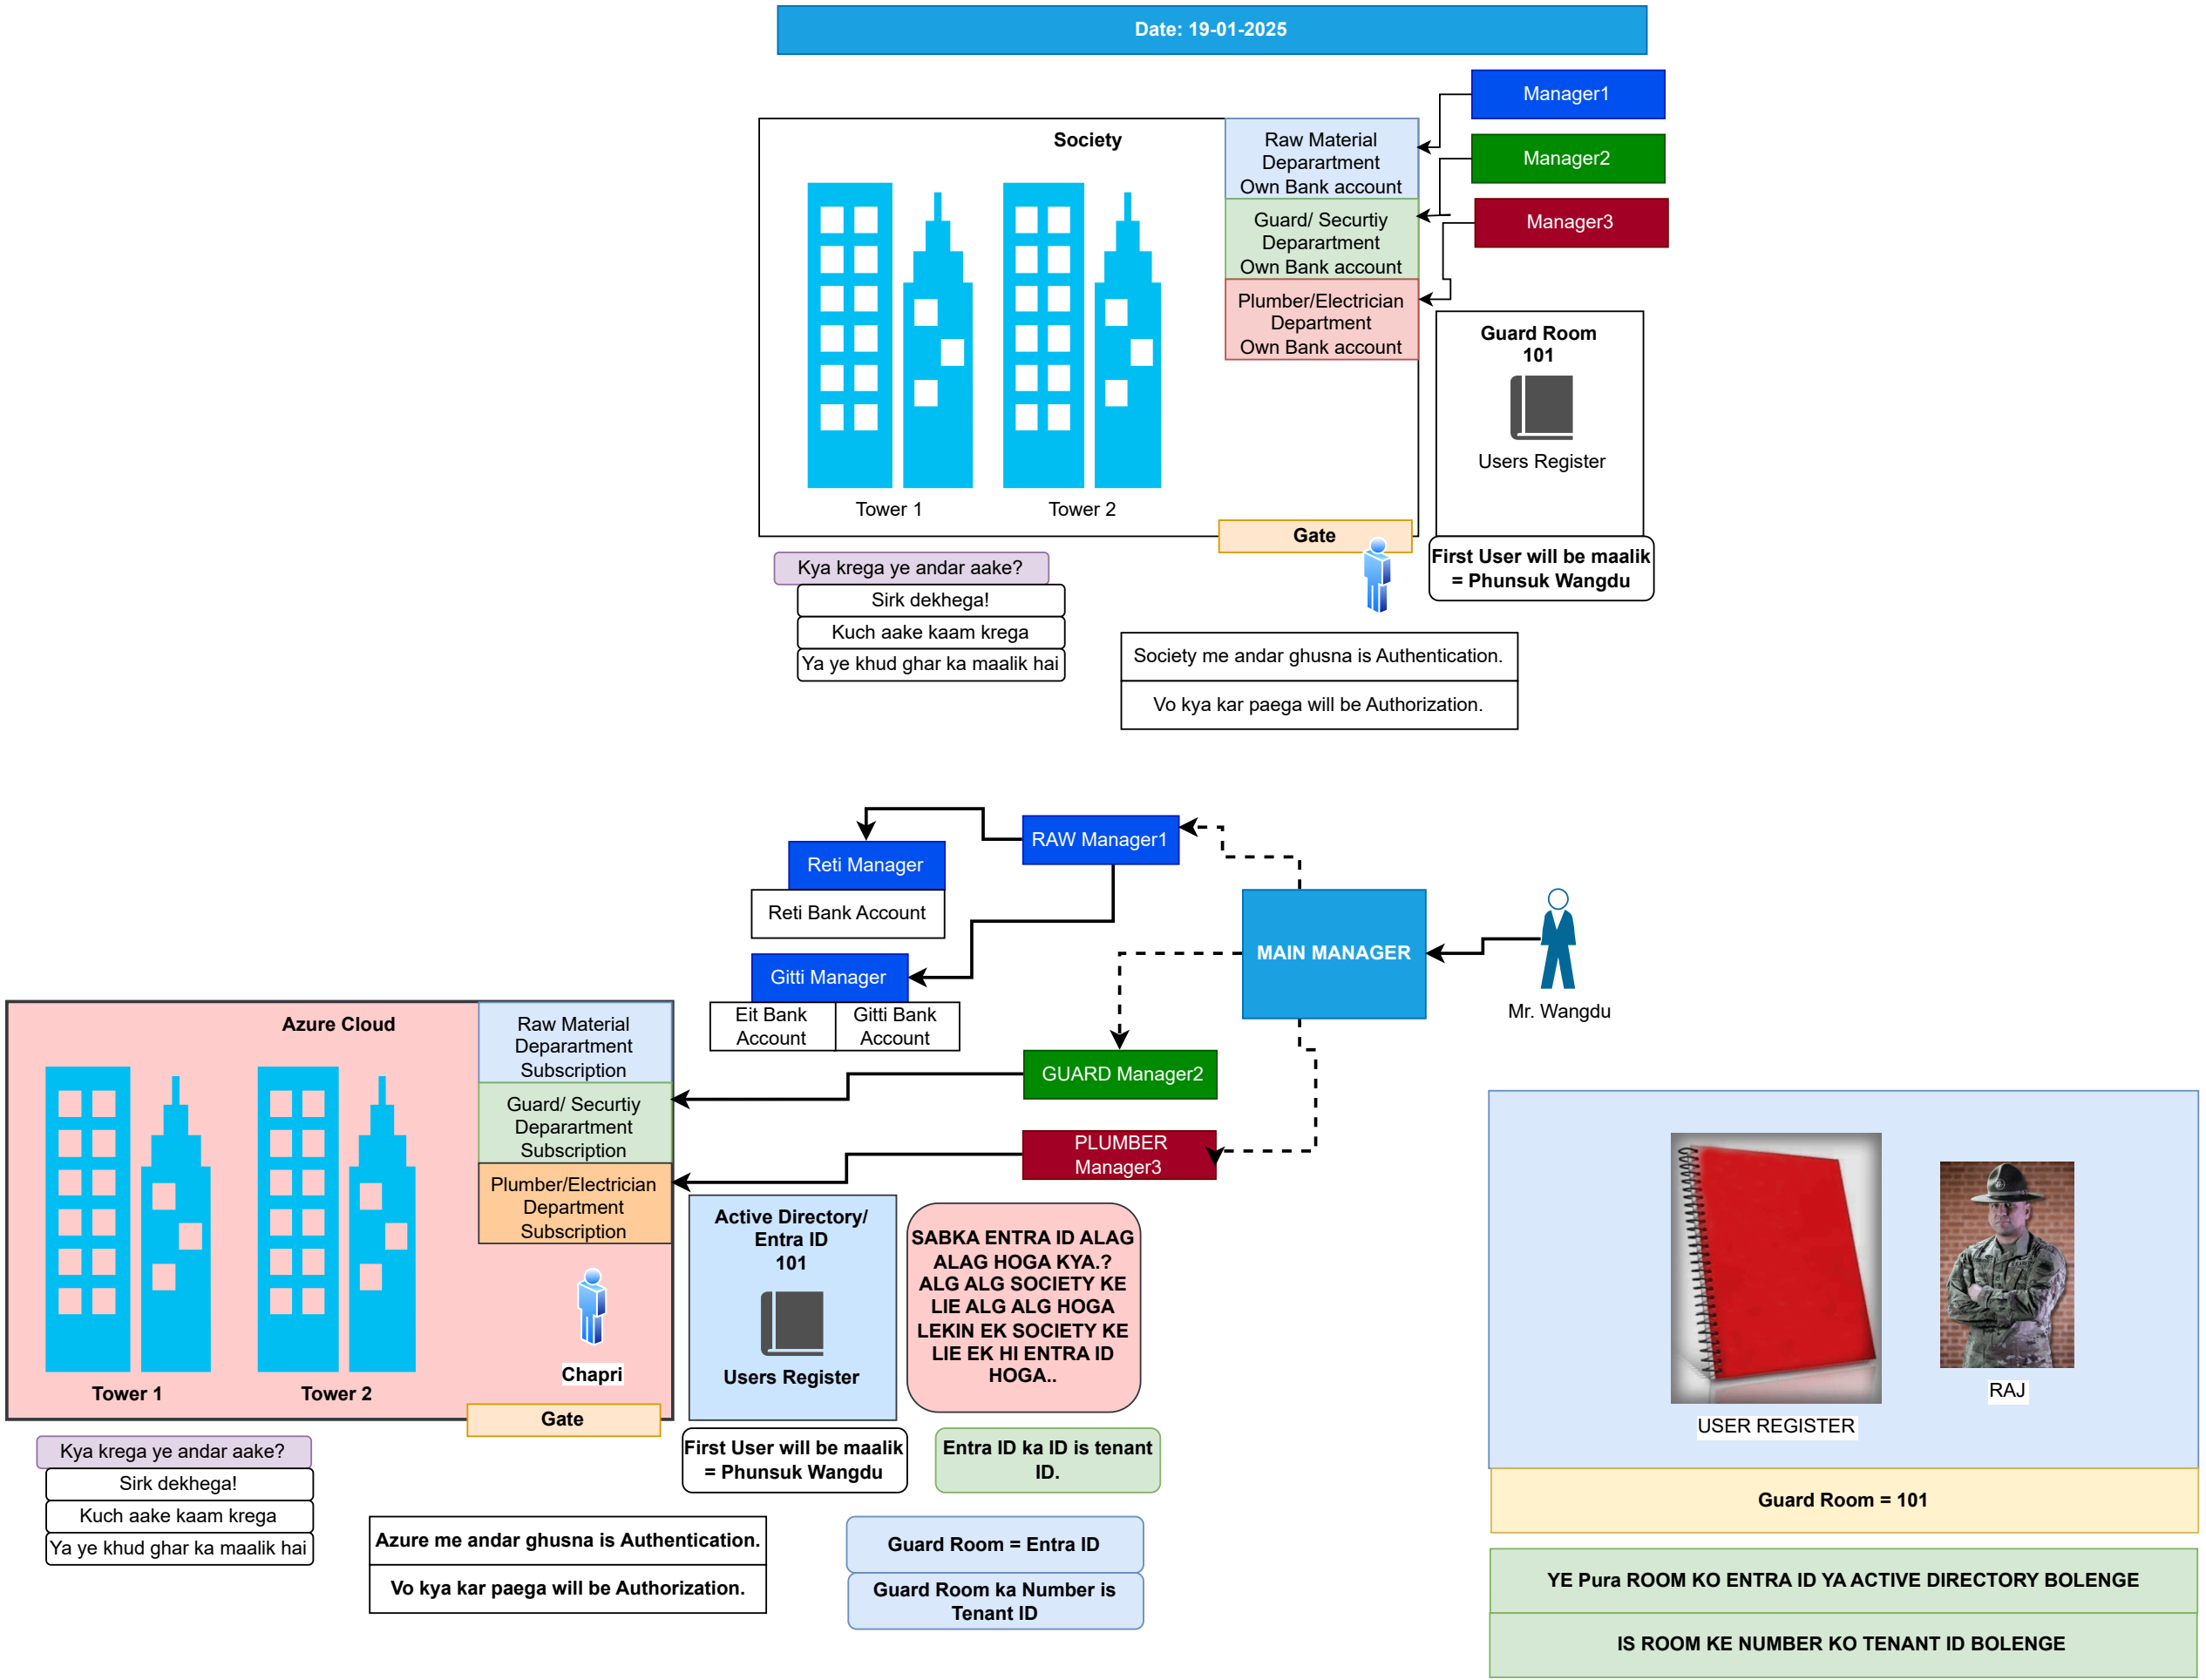 Date: 19-01-2025
Manager1
Manager2
Manager3
Society
Raw Material
Deparartment
Own Bank account
Guard/ Securtiy
Deparartment
Own Bank account
Plumber/Electrician
Department
Own Bank account
Guard Room
101
Users Register
Tower 1
Tower 2
Gate
First User will be maalik
= Phunsuk Wangdu
Kya krega ye andar aake?
Sirk dekhega!
Kuch aake kaam krega
Ya ye khud ghar ka maalik hai
Society me andar ghusna is Authentication.
Vo kya kar paega will be Authorization.
RAW Manager1
Reti Manager
Reti Bank Account
MAIN MANAGER
Mr. Wangdu
Gitti Manager
Eit Bank
Account
Gitti Bank
Account
GUARD Manager2
PLUMBER
Manager3
Azure Cloud
Raw Material
Deparartment
Subscription
Guard/ Securtiy
Deparartment
Subscription
Plumber/Electrician
Department
Subscription
Chapri
Tower 1
Tower 2
Gate
Active Directory/
Entra ID
101
Users Register
SABKA ENTRA ID ALAG
ALAG HOGA KYA.?
ALG ALG SOCIETY KE
LIE ALG ALG HOGA
LEKIN EK SOCIETY KE
LIE EK HI ENTRA ID
HOGA..
First User will be maalik
= Phunsuk Wangdu
Entra ID ka ID is tenant
ID.
Kya krega ye andar aake?
Sirk dekhega!
Kuch aake kaam krega
Ya ye khud ghar ka maalik hai
Azure me andar ghusna is Authentication.
Vo kya kar paega will be Authorization.
Guard Room = Entra ID
Guard Room ka Number is
Tenant ID
USER REGISTER
RAJ
Guard Room = 101
YE Pura ROOM KO ENTRA ID YA ACTIVE DIRECTORY BOLENGE
IS ROOM KE NUMBER KO TENANT ID BOLENGE